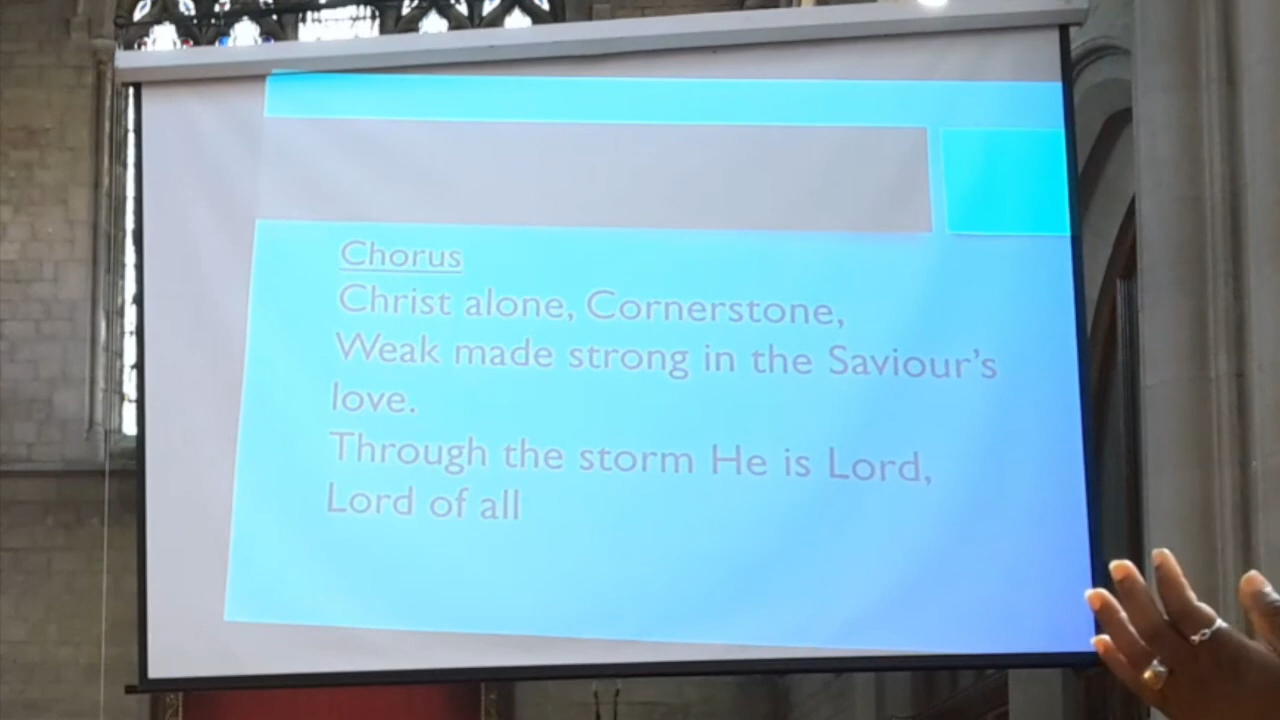 Chorus
Christ alone, Cornerstone,
Weak made strong in the Saviour’s
love.
Through the storm He is Lord,
Lord of all